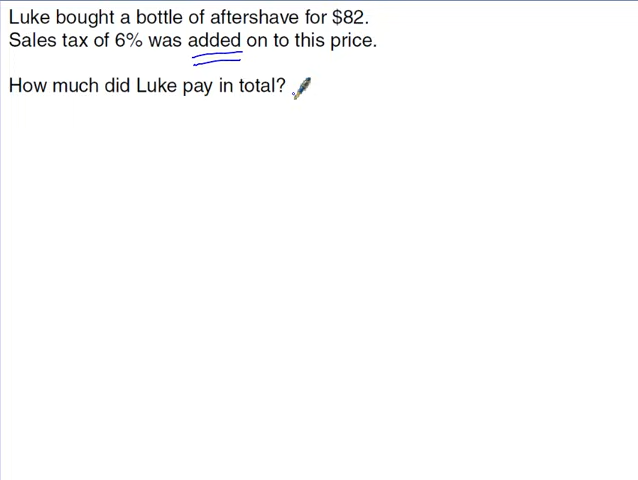 Luke bought a bottle of aftershave for $82.
Sales tax of 6% was added on to this price.
How much did Luke pay in total?